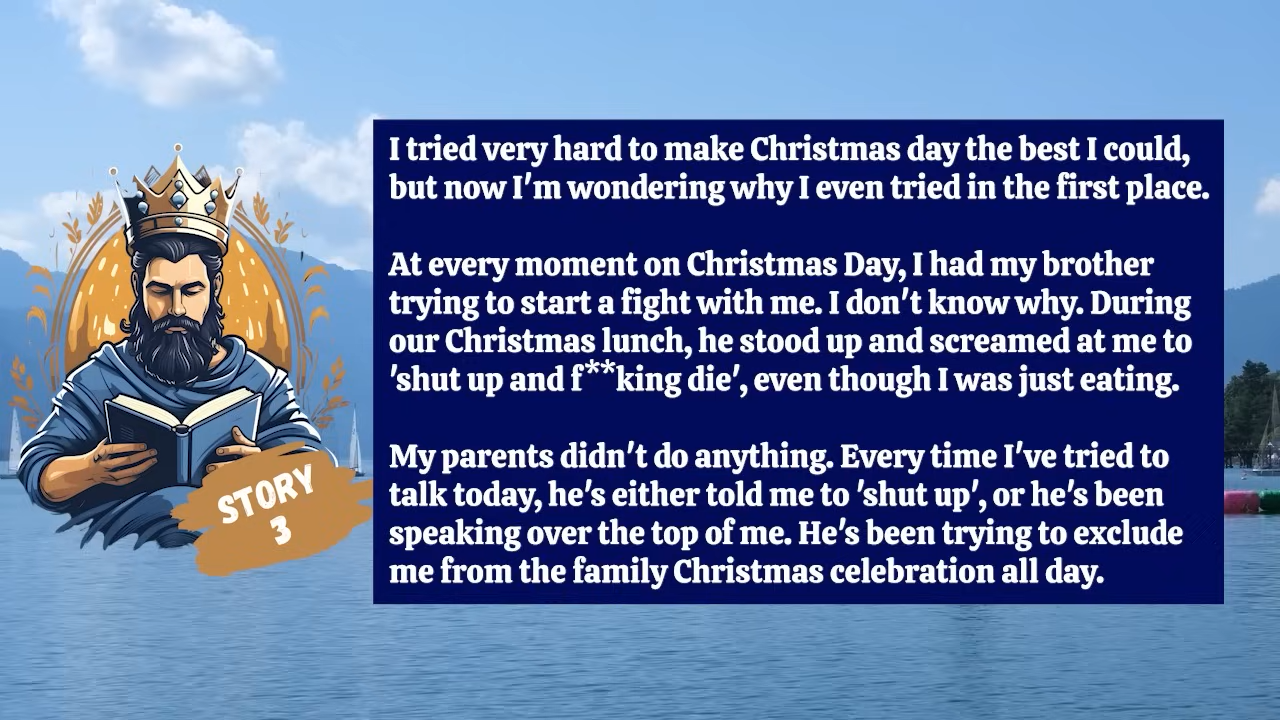 I tried very hard to make Christmas day the best I could,
but now I'm wondering why I even tried in the first place.
At every moment on Christmas Day, I had my brother
trying to start a fight with me. I don't know why. During
our Christmas lunch, he stood up and screamed at me to
'shut up and f**king die', even though I was just eating.
My parents didn't do anything. Every time I've tried to
talk today, he's either told me to 'shut up', or he's been
speaking over the top of me. He's been trying to exclude
me from the family Christmas celebration all day.
STORY
3